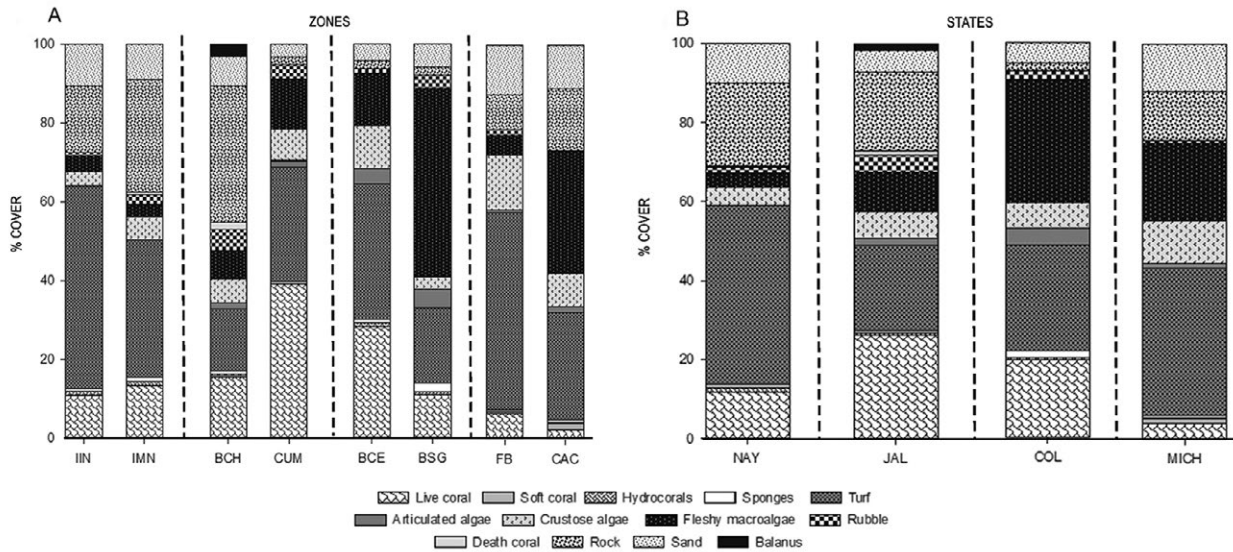 A
ZONES
B
STATES
100
80
60
40
20
0
% COVER
IIN IMN BCH CUM BCE BSG FB CAC
100
80
60
40
20
0
% COVER
NAY JAL COL MICH
Live coral Soft coral Hydrocorals Sponges Turf
Articulated algae Crustose algae Fleshy macroalgae Rubble
Death coral Rock Sand Balanus